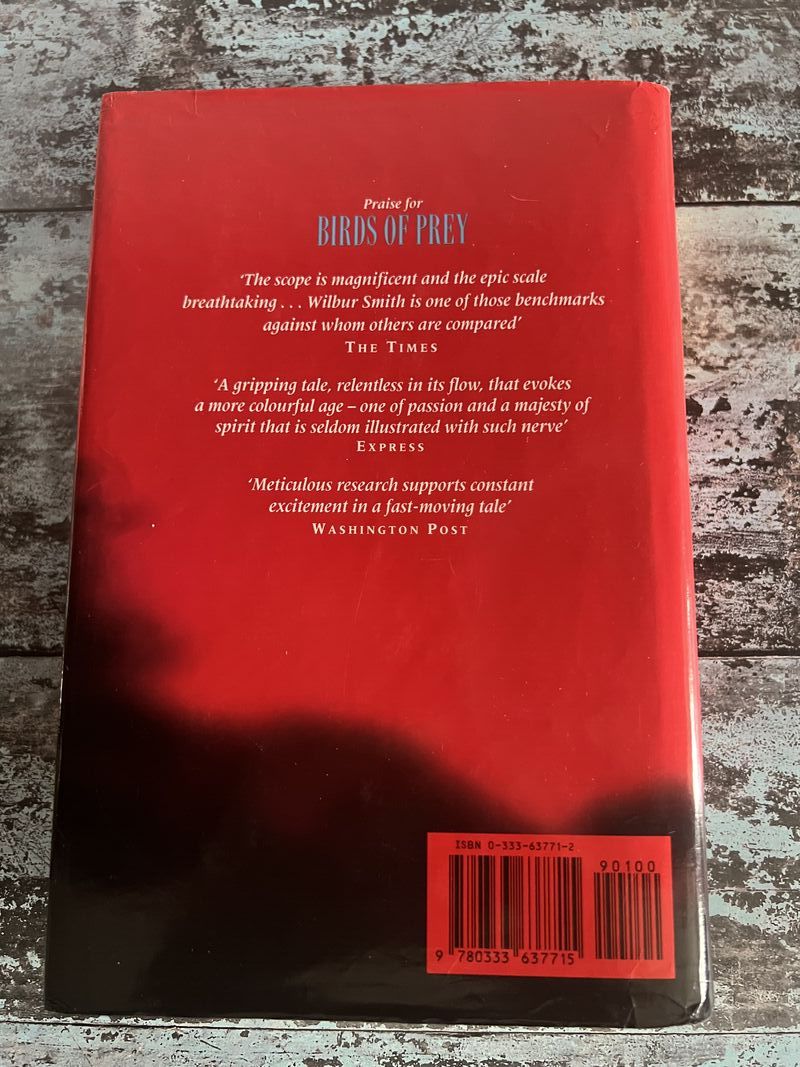 Praise for
BIRDS OF PREY
‘The scope is magnificent and the epic scale
breathtaking . . . Wilbur Smith is one of those benchmarks
against whom others are compared’
THE TIMES
‘A gripping tale, relentless in its flow, that evokes
a more colourful age – one of passion and a majesty of
spirit that is seldom illustrated with such nerve’
EXPRESS
‘Meticulous research supports constant
excitement in a fast-moving tale’
WASHINGTON POST
ISBN 0-333-63771-2
90100
9 780333 637715